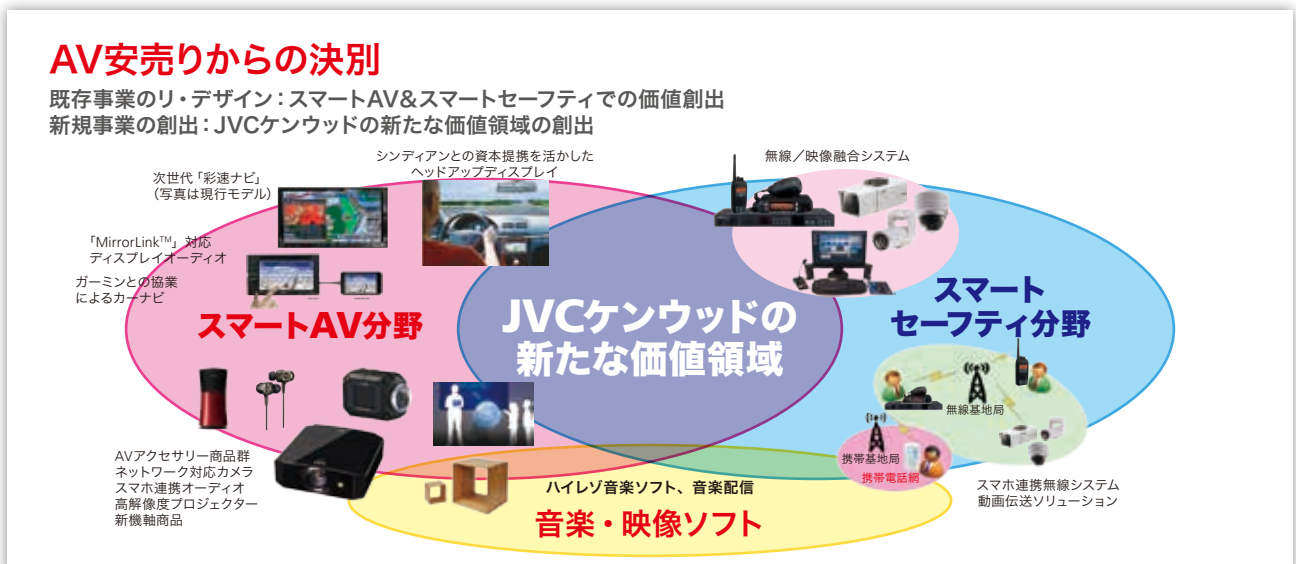 AV安売りからの決別
既存事業のリ・デザイン：スマートAV&スマートセーフティでの価値創出
新規事業の創出：JVCケンウッドの新たな価値領域の創出
シンディアンとの資本提携を活かした
ヘッドアップディスプレイ
無線／映像融合システム
次世代「彩速ナビ」
（写真は現行モデル）
「MirrorLink™」対応
ディスプレイオーディオ
ガーミンとの協業
によるカーナビ
スマートAV分野
JVCケンウッドの
新たな価値領域
スマート
セーフティ分野
無線基地局
携帯基地局
携帯電話網
AVアクセサリー商品群
ネットワーク対応カメラ
スマホ連携オーディオ
高解像度プロジェクター
新機軸商品
スマホ連携無線システム
動画伝送ソリューション
ハイレゾ音楽ソフト、音楽配信
音楽・映像ソフト